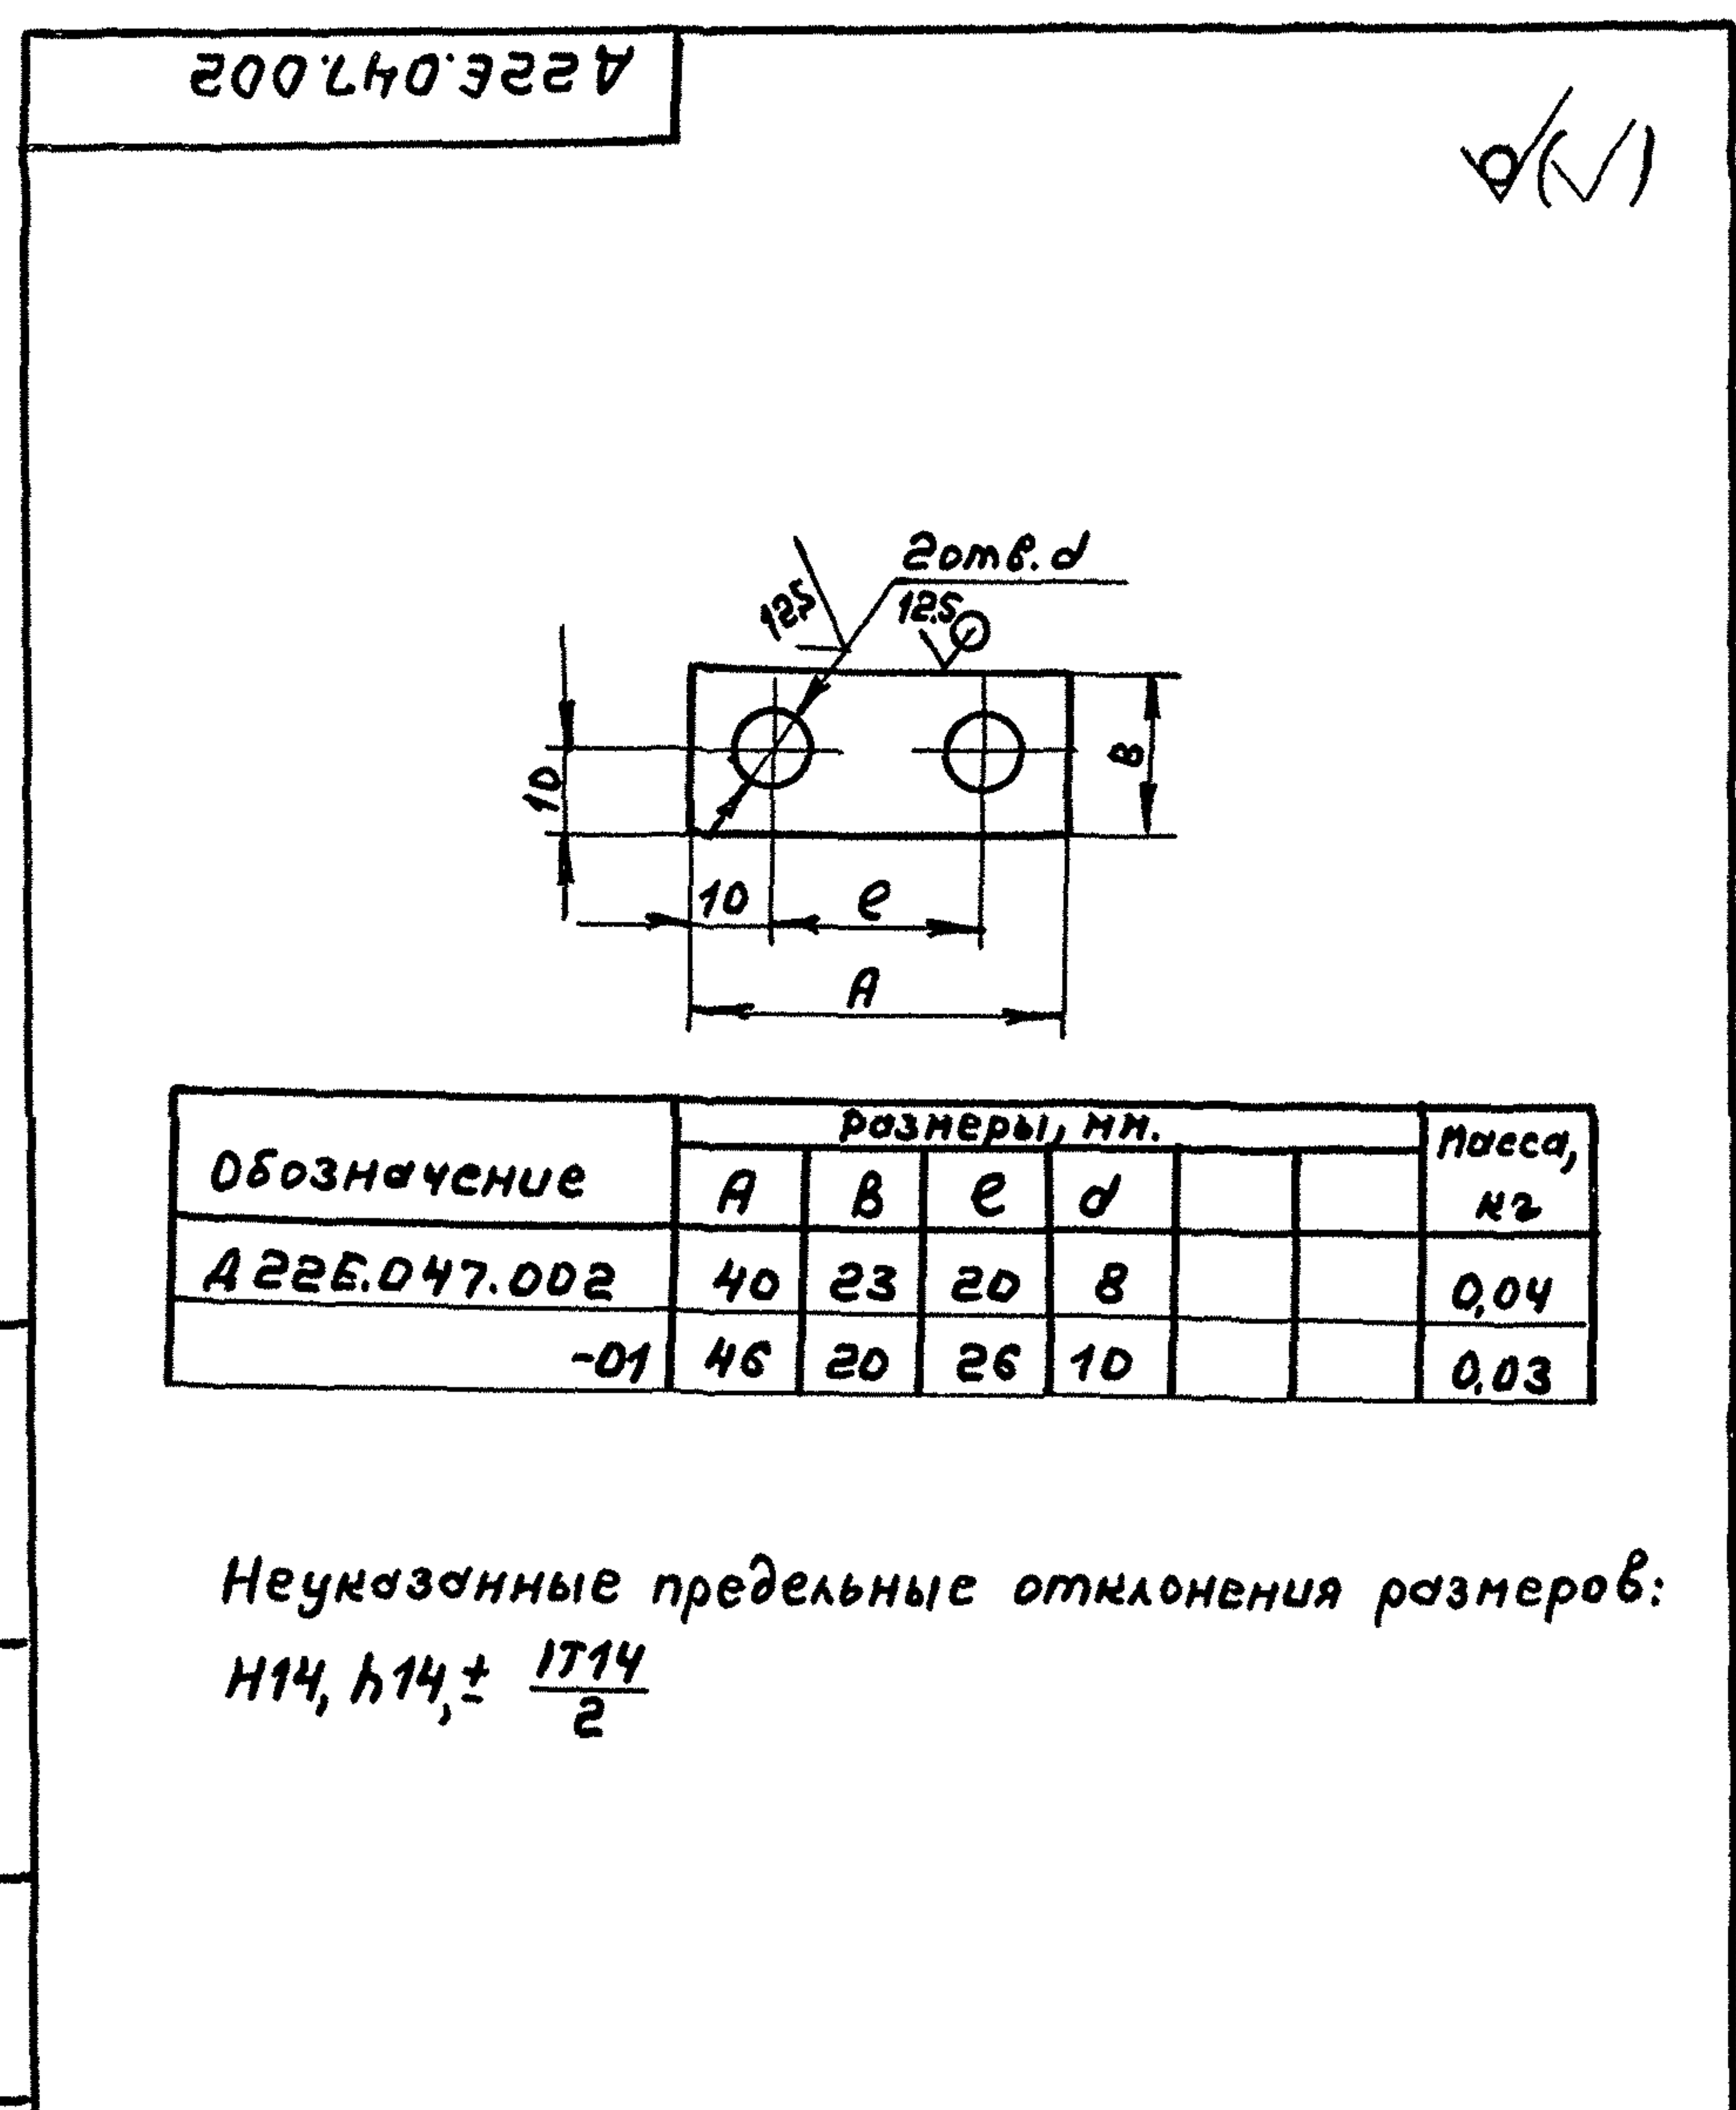 Д22Е.047.002
2отв. d
12,5
12,5
10
В
10
е
А
Обозначение
размеры, мм.
Масса, кг
А В е d
Д22Е.047.002 40 23 20 8 0,04
-01 46 20 26 10 0,03
Неуказанные предельные отклонения размеров:
Н14, h14, ± IT14
2